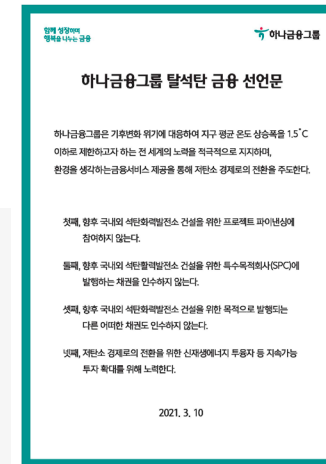 함께 성장하며
행복을 나누는 금융
하나금융그룹
하나금융그룹 탈석탄 금융 선언문
하나금융그룹은 기후변화 위기에 대응하여 지구 평균 온도 상승폭을 1.5˚C
이하로 제한하고자 하는 전 세계의 노력을 적극적으로 지지하며,
환경을 생각하는금융서비스 제공을 통해 저탄소 경제로의 전환을 주도한다.
첫째, 향후 국내외 석탄화력발전소 건설을 위한 프로젝트 파이낸싱에
참여하지 않는다.
둘째, 향후 국내외 석탄활력발전소 건설을 위한 특수목적회사(SPC)에
발행하는 채권을 인수하지 않는다.
셋째, 향후 국내외 석탄화력발전소 건설을 위한 목적으로 발행되는
다른 어떠한 채권도 인수하지 않는다.
넷째, 저탄소 경제로의 전환을 위한 신재생에너지 투융자 등 지속가능
투자 확대를 위해 노력한다.
2021. 3. 10